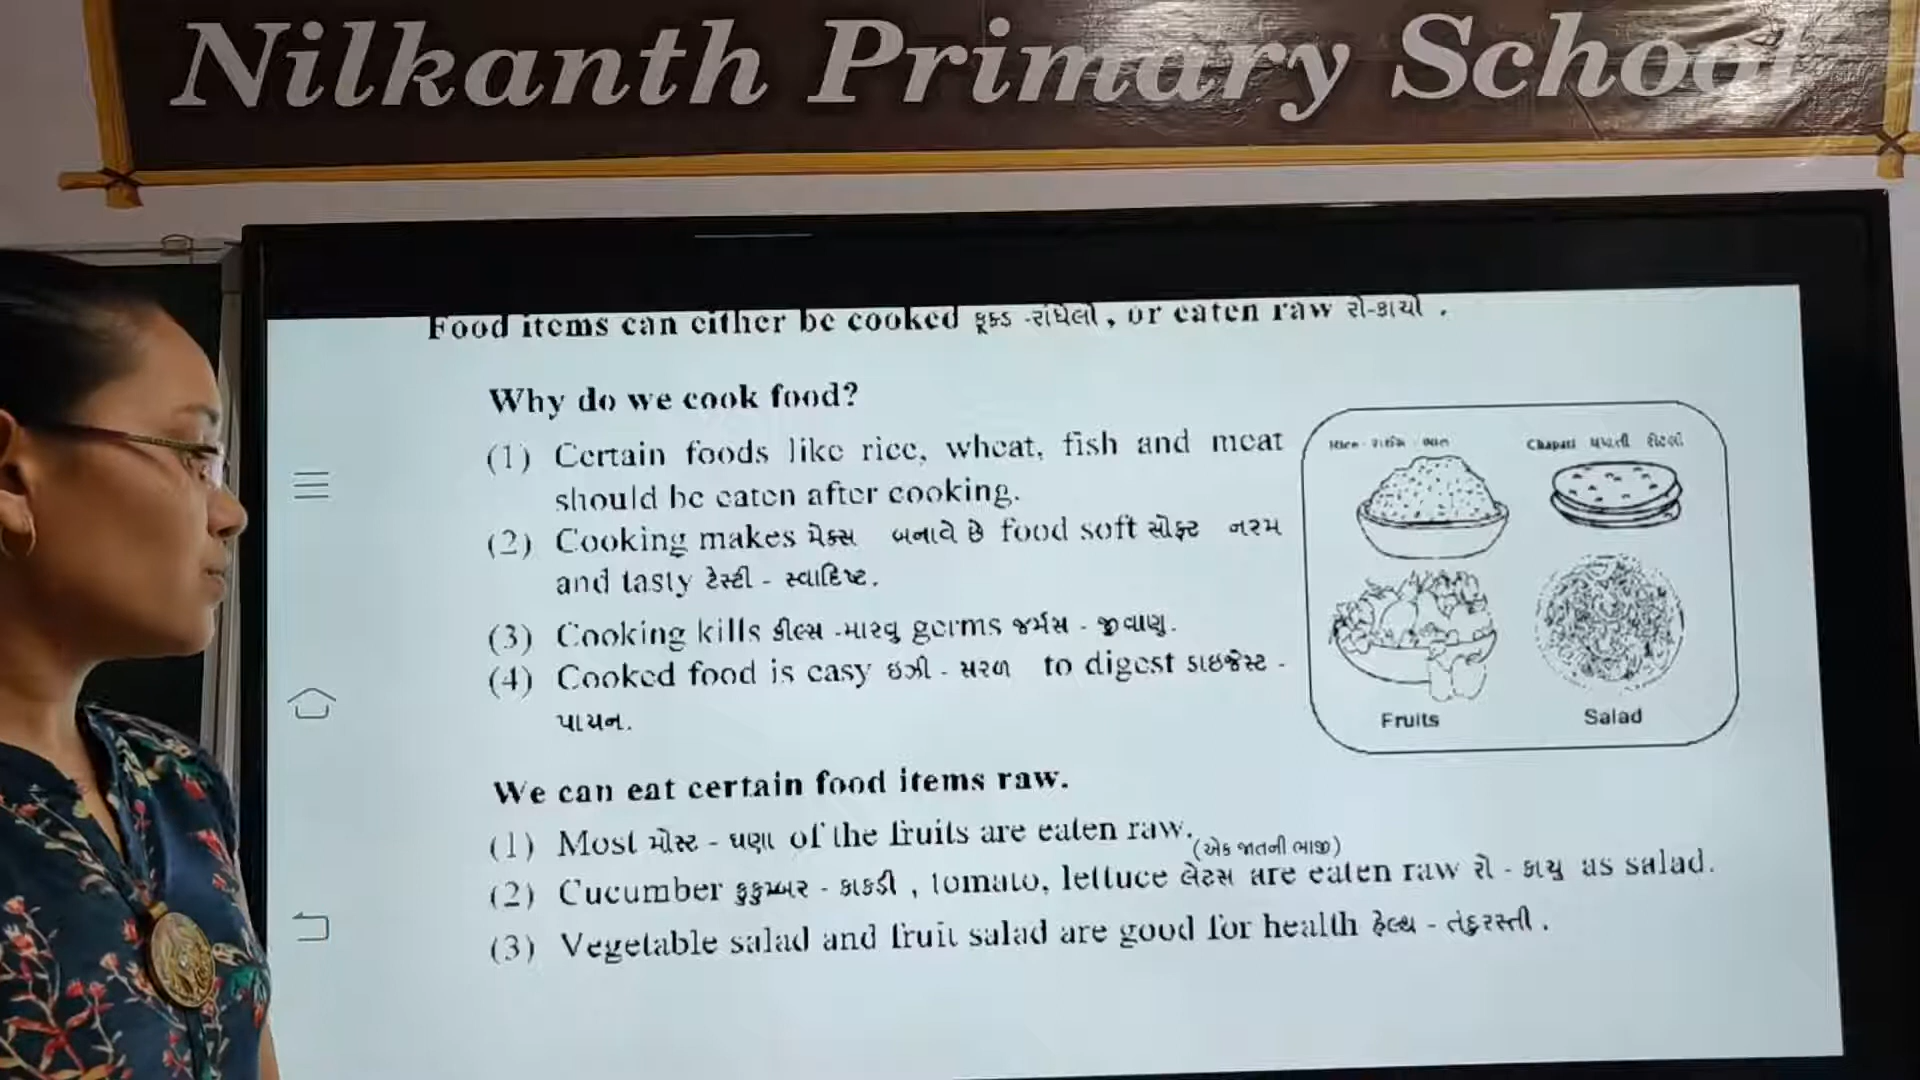 Nilkanth Primary School
Food items can either be cooked કૂક્ડ -રાંધેલો , or eaten raw રો-કાચો .
Why do we cook food?
(1) Certain foods like rice, wheat, fish and meat
should be eaten after cooking.
(2) Cooking makes મેક્સ બનાવે છે food soft સોફ્ટ નરમ
and tasty ટેસ્ટી - સ્વાદિષ્ટ.
(3) Cooking kills કીલ્સ -મારવુ germs જર્મસ - જીવાણુ.
(4) Cooked food is easy ઇઝી - સરળ to digest ડાઇજેસ્ટ -
પાચન.
Rice - રાઈસ - ભાત Chapati ચપાતી રોટલી
Fruits Salad
We can eat certain food items raw.
(1) Most મોસ્ટ - ઘણા of the fruits are eaten raw.
(એક જાતની ભાજી)
(2) Cucumber કુકુમ્બર - કાકડી , tomato, lettuce લેટસ are eaten raw રો - કાચુ as salad.
(3) Vegetable salad and fruit salad are good for health હેલ્થ - તંદુરસ્તી .